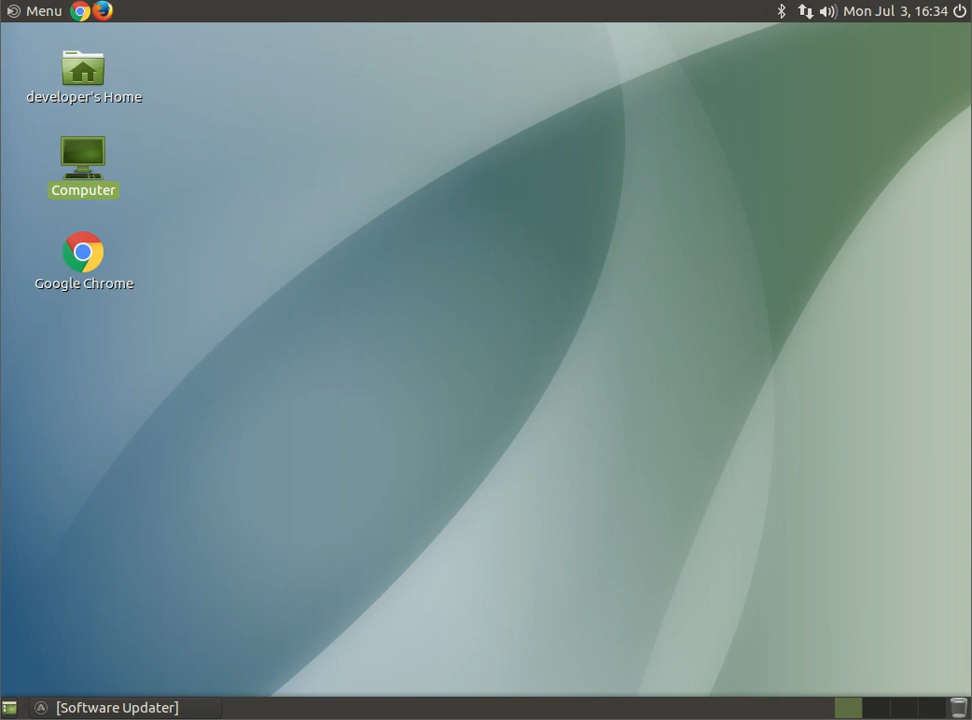 Menu
Mon Jul 3, 16:34
developer's Home
Computer
Google Chrome
[Software Updater]